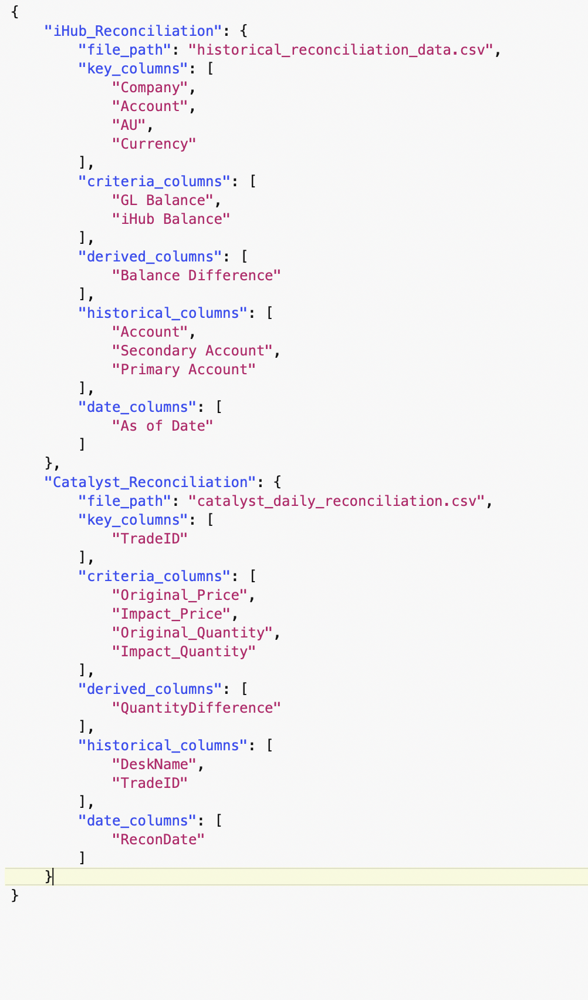 {
    "iHub_Reconciliation": {
        "file_path": "historical_reconciliation_data.csv",
        "key_columns": [
            "Company",
            "Account",
            "AU",
            "Currency"
        ],
        "criteria_columns": [
            "GL Balance",
            "iHub Balance"
        ],
        "derived_columns": [
            "Balance Difference"
        ],
        "historical_columns": [
            "Account",
            "Secondary Account",
            "Primary Account"
        ],
        "date_columns": [
            "As of Date"
        ]
    },
    "Catalyst_Reconciliation": {
        "file_path": "catalyst_daily_reconciliation.csv",
        "key_columns": [
            "TradeID"
        ],
        "criteria_columns": [
            "Original_Price",
            "Impact_Price",
            "Original_Quantity",
            "Impact_Quantity"
        ],
        "derived_columns": [
            "QuantityDifference"
        ],
        "historical_columns": [
            "DeskName",
            "TradeID"
        ],
        "date_columns": [
            "ReconDate"
        ]
    }
}